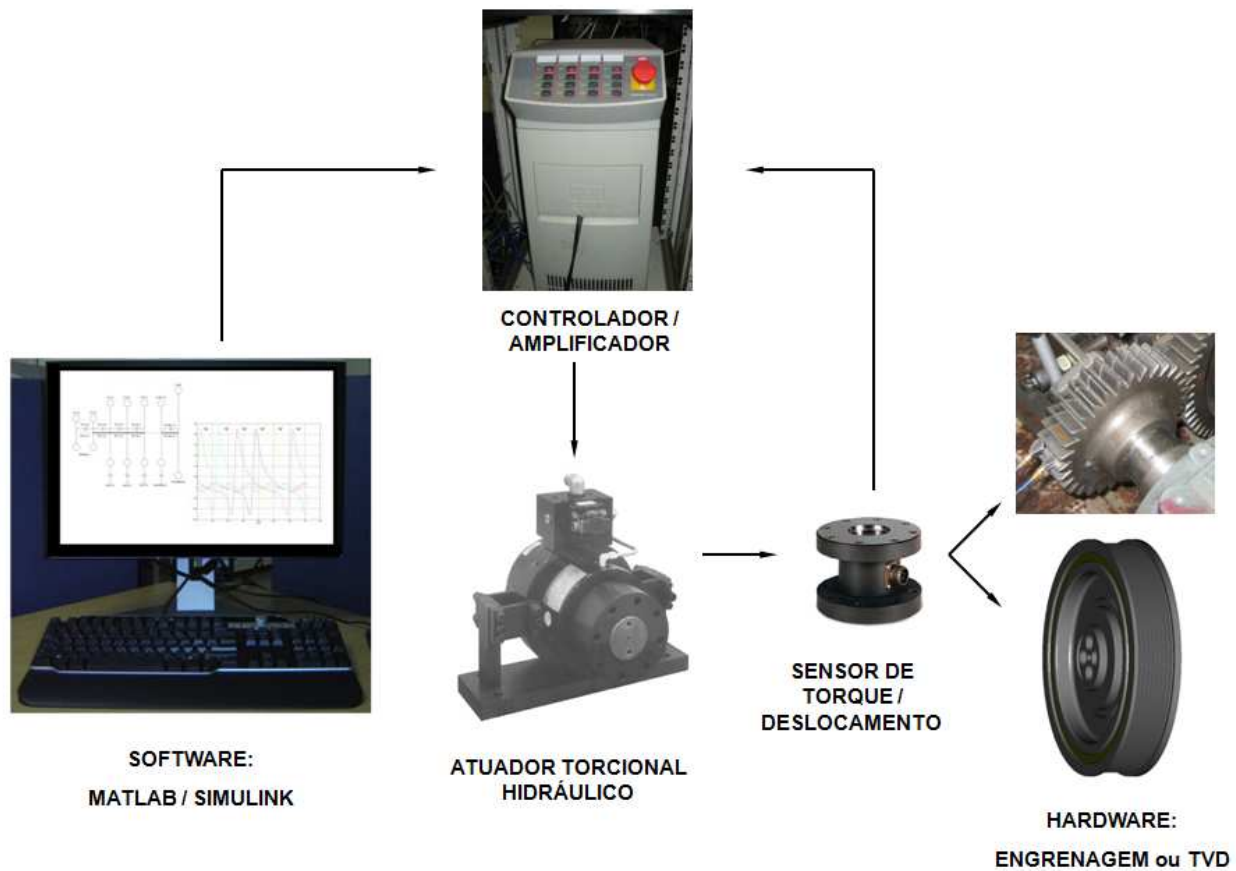 CONTROLADOR /
AMPLIFICADOR
SENSOR DE
TORQUE /
DESLOCAMENTO
SOFTWARE:
MATLAB / SIMULINK
ATUADOR TORCIONAL
HIDRÁULICO
HARDWARE:
ENGRENAGEM ou TVD